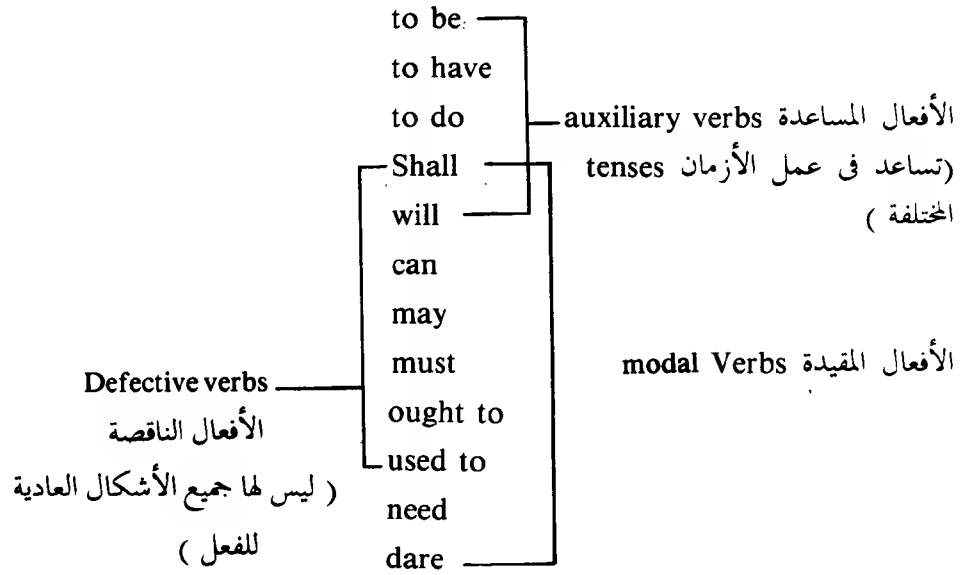 to be
to have
to do
Shall
will
can
may
must
ought to
used to
need
dare
الأفعال المساعدة auxiliary verbs
(تساعد فى عمل الأزمان tenses
المختلفة )
الأفعال المقيدة modal Verbs
Defective verbs
الأفعال الناقصة
( ليس لها جميع الأشكال العادية
للفعل )